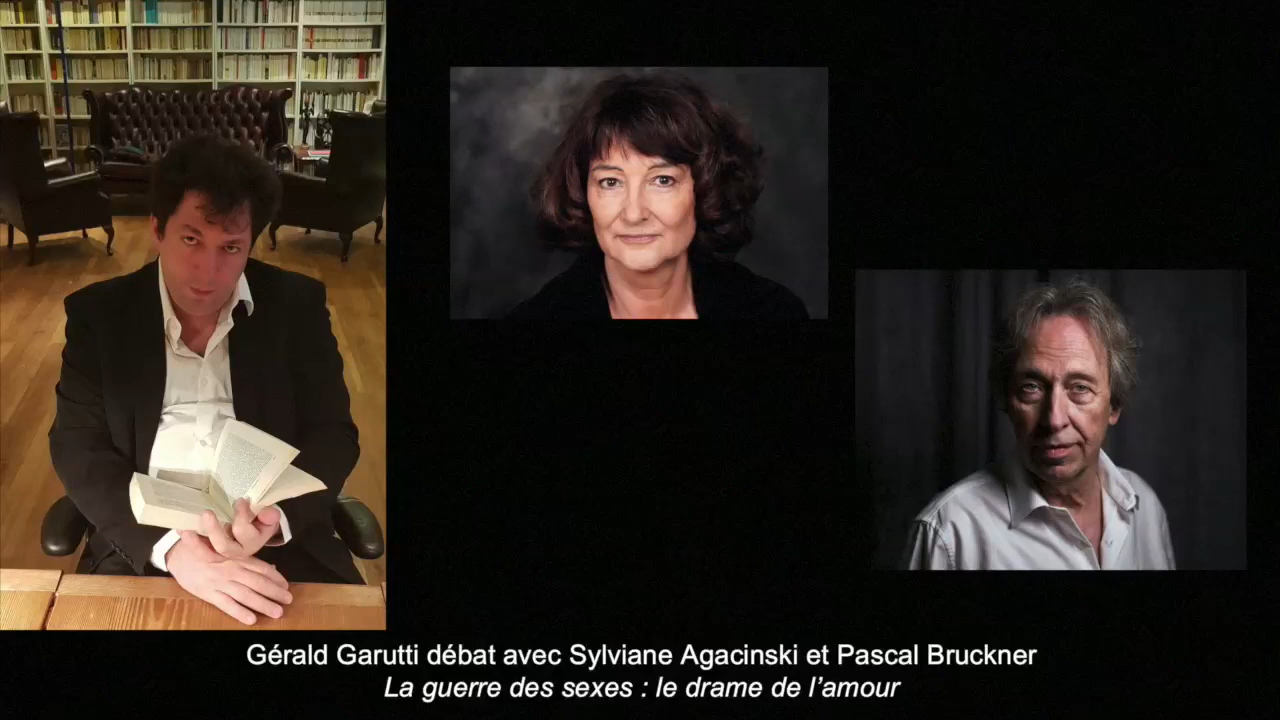 Gérald Garutti débat avec Sylviane Agacinski et Pascal Bruckner
La guerre des sexes : le drame de l’amour